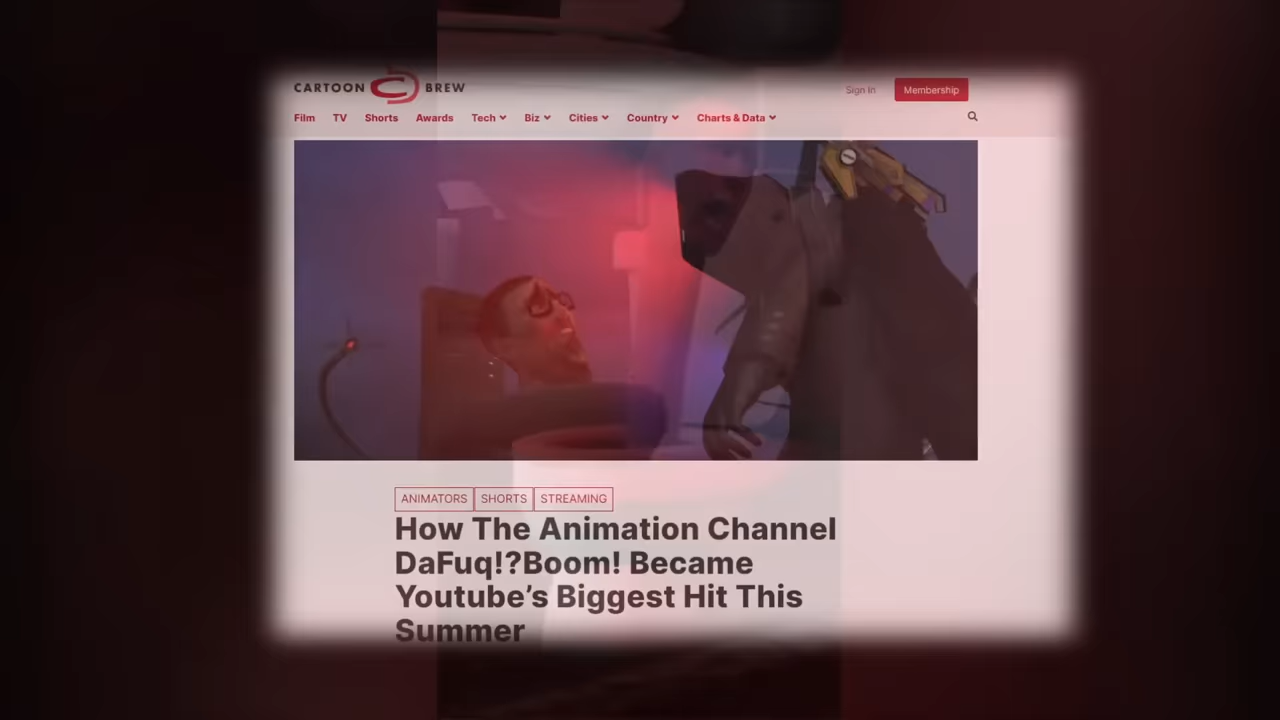 CARTOON BREW
Sign In
Membership
Film TV Shorts Awards Tech Biz Cities Country Charts & Data
ANIMATORS SHORTS STREAMING
How The Animation Channel
DaFuq!?Boom! Became
Youtube’s Biggest Hit This
Summer